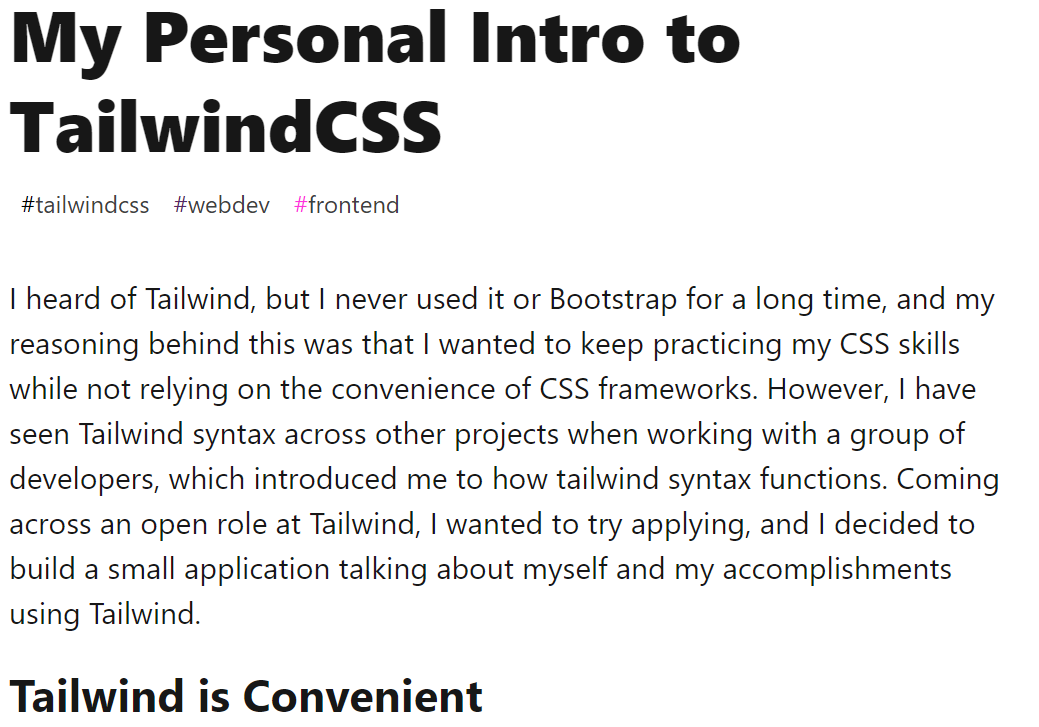 My Personal Intro to
TailwindCSS
#tailwindcss #webdev #frontend
I heard of Tailwind, but I never used it or Bootstrap for a long time, and my
reasoning behind this was that I wanted to keep practicing my CSS skills
while not relying on the convenience of CSS frameworks. However, I have
seen Tailwind syntax across other projects when working with a group of
developers, which introduced me to how tailwind syntax functions. Coming
across an open role at Tailwind, I wanted to try applying, and I decided to
build a small application talking about myself and my accomplishments
using Tailwind.
Tailwind is Convenient